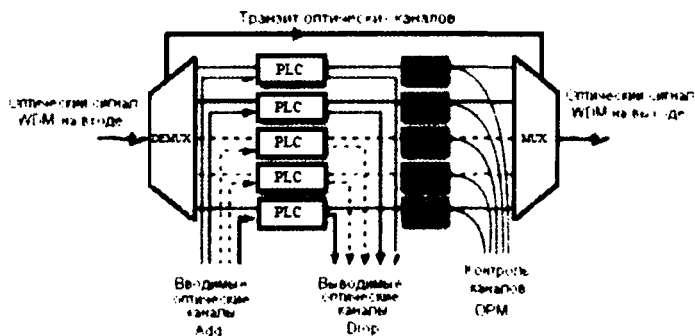 Транзит оптических каналов
PLC
PLC
PLC
PLC
PLC
Оптический сигнал
WDM на входе
DEMUX
MUX
Оптический сигнал
WDM на выходе
Вводимые
оптические
каналы
Add
Выводимые
оптические
каналы
Drop
Контроль
каналов
OPM